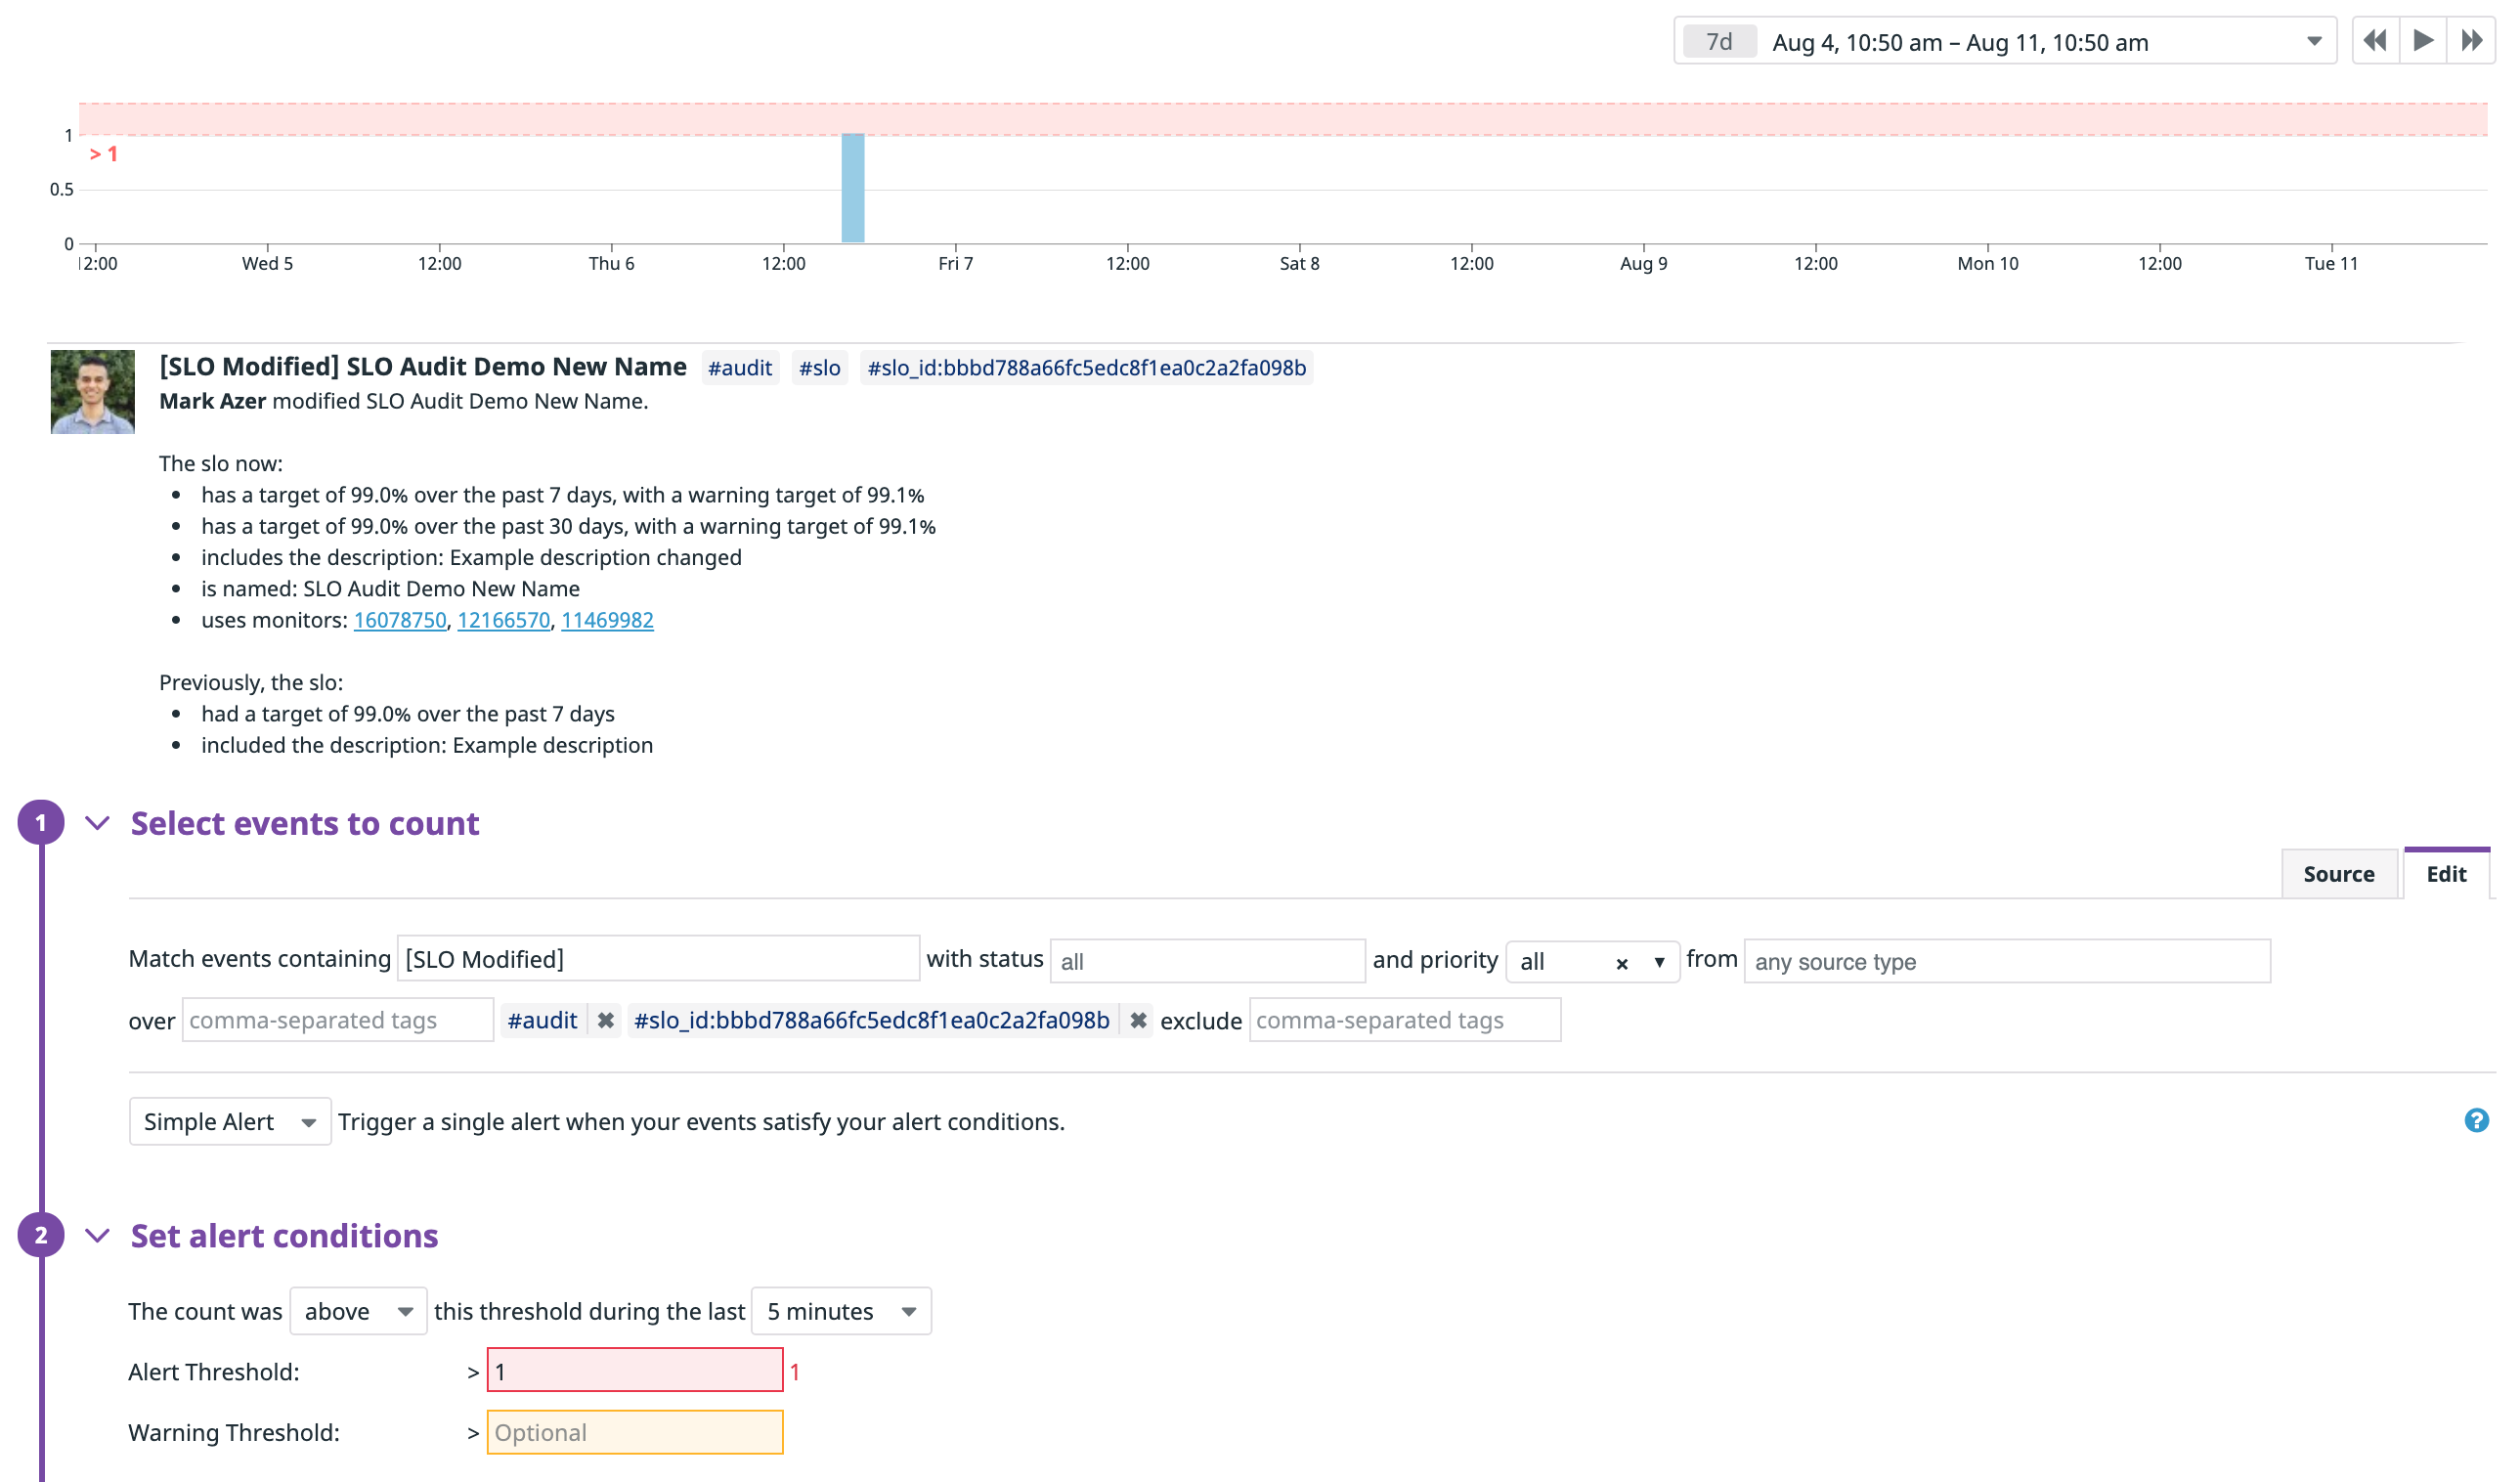 7d Aug 4, 10:50 am – Aug 11, 10:50 am
1
> 1
0.5
0
12:00 Wed 5 12:00 Thu 6 12:00 Fri 7 12:00 Sat 8 12:00 Aug 9 12:00 Mon 10 12:00 Tue 11
[SLO Modified] SLO Audit Demo New Name #audit #slo #slo_id:bbbd788a66fc5edc8f1ea0c2a2fa098b
Mark Azer modified SLO Audit Demo New Name.
The slo now:
• has a target of 99.0% over the past 7 days, with a warning target of 99.1%
• has a target of 99.0% over the past 30 days, with a warning target of 99.1%
• includes the description: Example description changed
• is named: SLO Audit Demo New Name
• uses monitors: 16078750, 12166570, 11469982
Previously, the slo:
• had a target of 99.0% over the past 7 days
• included the description: Example description
1 Select events to count
Source Edit
Match events containing [SLO Modified] with status all and priority all × ▼ from any source type
over comma-separated tags #audit ✖ #slo_id:bbbd788a66fc5edc8f1ea0c2a2fa098b ✖ exclude comma-separated tags
Simple Alert Trigger a single alert when your events satisfy your alert conditions. ?
2 Set alert conditions
The count was above this threshold during the last 5 minutes
Alert Threshold: > 1 1
Warning Threshold: > Optional